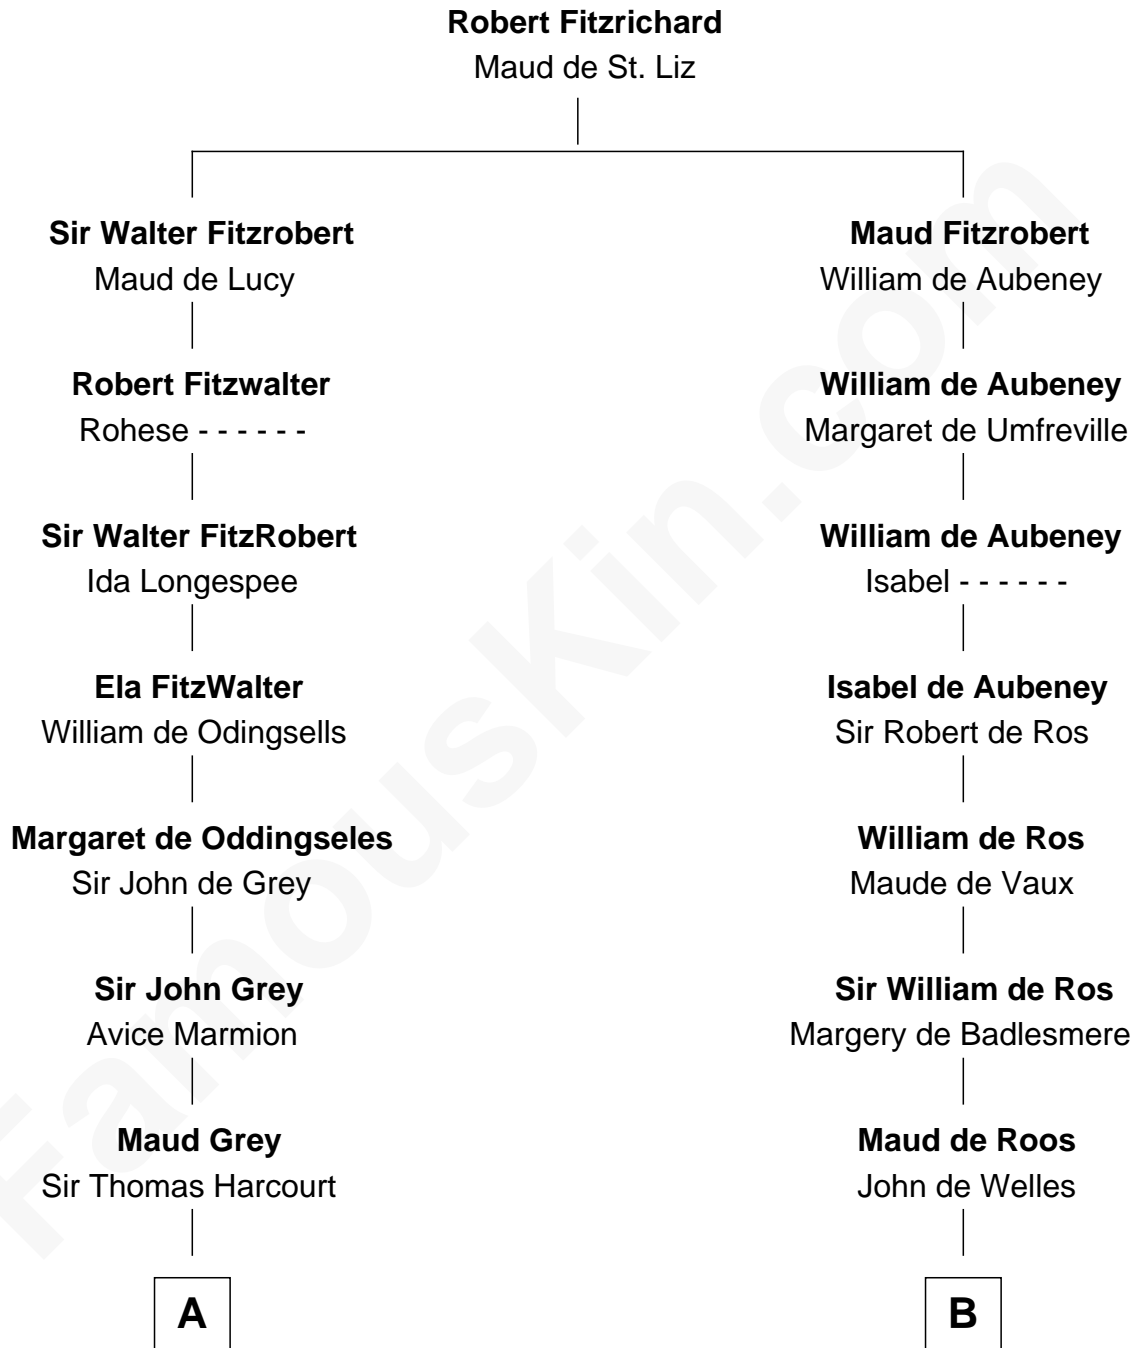 Robert Fitzrichard
Maud de St. Liz
Sir Walter Fitzrobert
Maud de Lucy
Robert Fitzwalter
Rohese - - - - - -
Sir Walter FitzRobert
Ida Longespee
Ela FitzWalter
William de Odingsells
Margaret de Oddingseles
Sir John de Grey
Sir John Grey
Avice Marmion
Maud Grey
Sir Thomas Harcourt
A
Maud Fitzrobert
William de Aubeney
William de Aubeney
Margaret de Umfreville
William de Aubeney
Isabel - - - - - -
Isabel de Aubeney
Sir Robert de Ros
William de Ros
Maude de Vaux
Sir William de Ros
Margery de Badlesmere
Maud de Roos
John de Welles
B
FamousKin.com